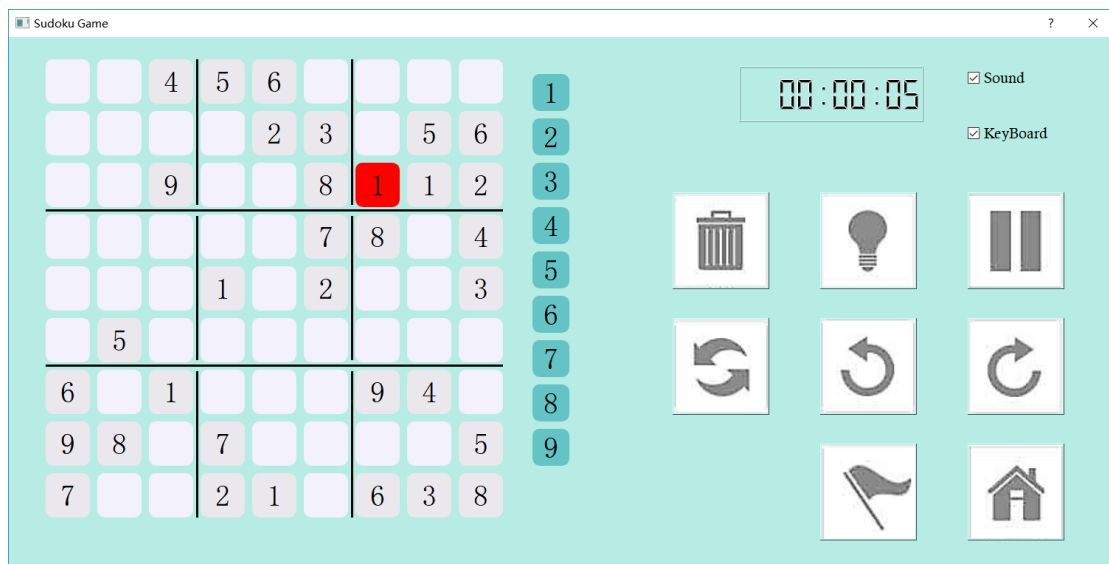 Sudoku Game ?
4 5 6
2 3 5 6
9 8 1 1 2
7 8 4
1 2 3
5
6 1 9 4
9 8 7 5
7 2 1 6 3 8
1
2
3
4
5
6
7
8
9
00:00:05
Sound
KeyBoard